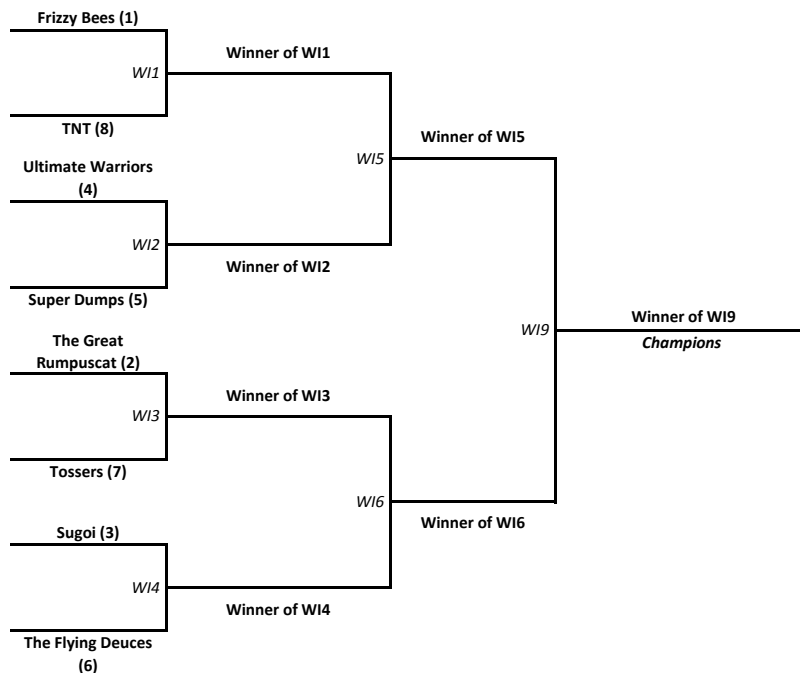 Frizzy Bees (1)
WI1
Winner of WI1
TNT (8)
WI5
Winner of WI5
Ultimate Warriors
(4)
WI2
Winner of WI2
Super Dumps (5)
WI9
Winner of WI9
Champions
The Great
Rumpuscat (2)
WI3
Winner of WI3
Tossers (7)
WI6
Winner of WI6
Sugoi (3)
WI4
Winner of WI4
The Flying Deuces
(6)